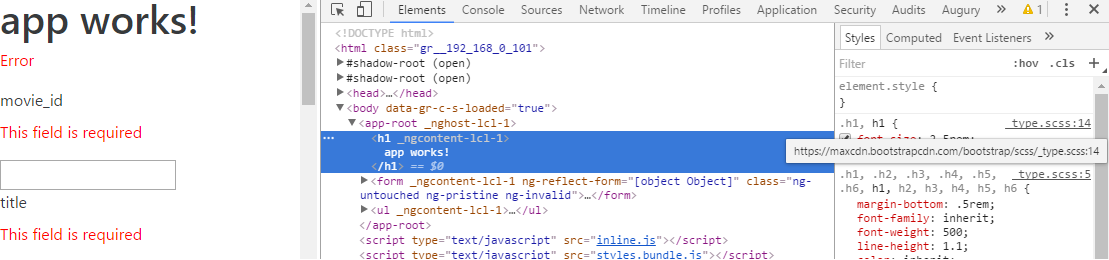 app works!
Error
movie_id
This field is required
title
This field is required
Elements Console Sources Network Timeline Profiles Application Security Audits Augury » 1
<!DOCTYPE html>
<html class="gr__192_168_0_101">
#shadow-root (open)
#shadow-root (open)
<head>…</head>
<body data-gr-c-s-loaded="true">
<app-root _nghost-lcl-1>
… <h1 _ngcontent-lcl-1>
app works!
</h1> == $0
<form _ngcontent-lcl-1 ng-reflect-form="[object Object]" class="ng-
untouched ng-pristine ng-invalid">…</form>
<ul _ngcontent-lcl-1>…</ul>
</app-root>
<script type="text/javascript" src="inline.js"></script>
<script type="text/javascript" src="styles.bundle.js"></script>
Styles Computed Event Listeners »
Filter :hov .cls +
element.style {
}
.h1, h1 { _type.scss:14
font-size: 2.5rem;
https://maxcdn.bootstrapcdn.com/bootstrap/scss/_type.scss:14
.h1, .h2, .h3, .h4, .h5, _type.scss:5
.h6, h1, h2, h3, h4, h5, h6 {
margin-bottom: .5rem;
font-family: inherit;
font-weight: 500;
line-height: 1.1;
color: inherit;